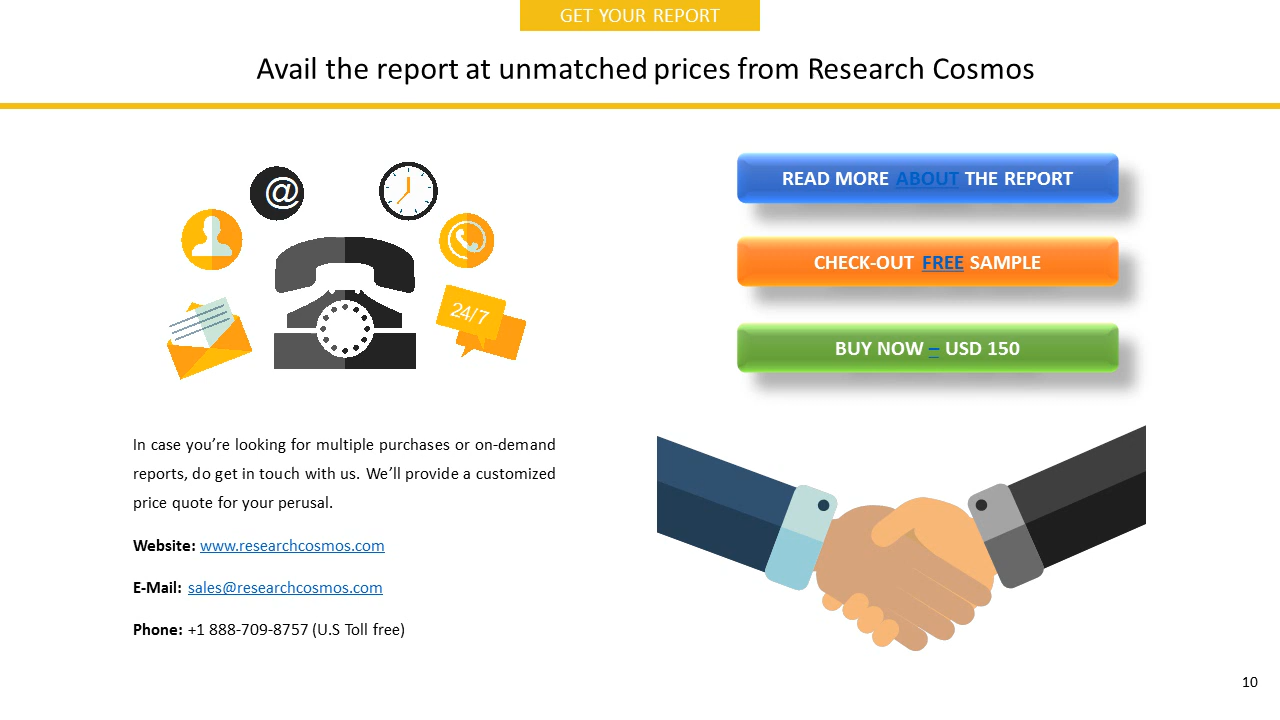 GET YOUR REPORT
Avail the report at unmatched prices from Research Cosmos
@
24/7
READ MORE ABOUT THE REPORT
CHECK-OUT FREE SAMPLE
BUY NOW – USD 150
In case you’re looking for multiple purchases or on-demand
reports, do get in touch with us. We’ll provide a customized
price quote for your perusal.
Website: www.researchcosmos.com
E-Mail: sales@researchcosmos.com
Phone: +1 888-709-8757 (U.S Toll free)
10